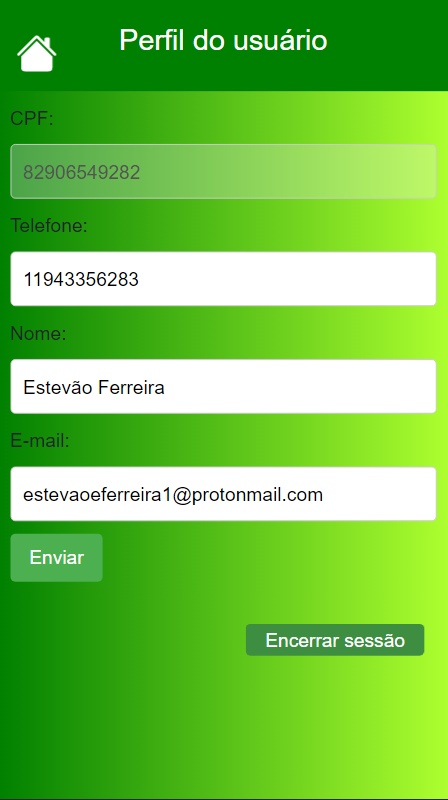 Perfil do usuário
CPF:
82906549282
Telefone:
11943356283
Nome:
Estevão Ferreira
E-mail:
estevaoeferreira1@protonmail.com
Enviar
Encerrar sessão